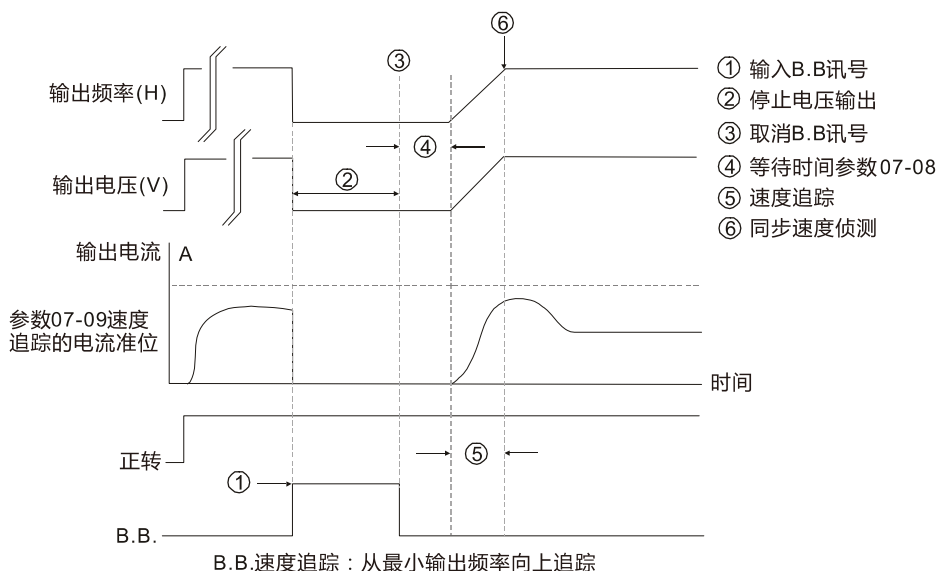 ⑥
③
输出频率(H)
④
② 
输出电压(V)
① 输入B.B讯号
② 停止电压输出
③ 取消B.B讯号
④ 等待时间参数07-08
⑤ 速度追踪
⑥ 同步速度侦测
输出电流 A
参数07-09速度
追踪的电流准位
时间
正转
⑤
①
B.B.
B.B.速度追踪：从最小输出频率向上追踪